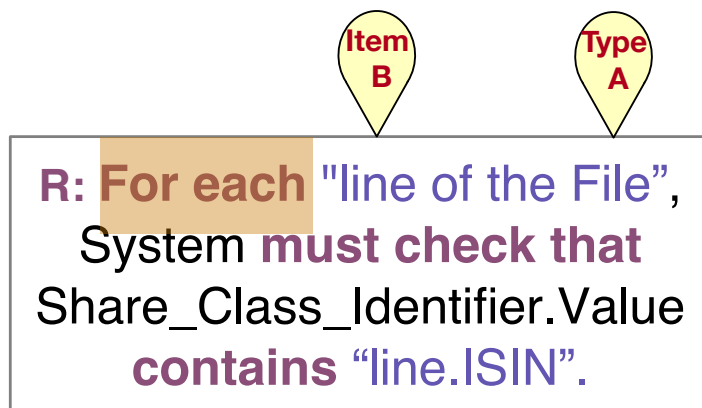 Item
B
Type
A
R: For each "line of the File”,
System must check that
Share_Class_Identifier.Value
contains “line.ISIN”.